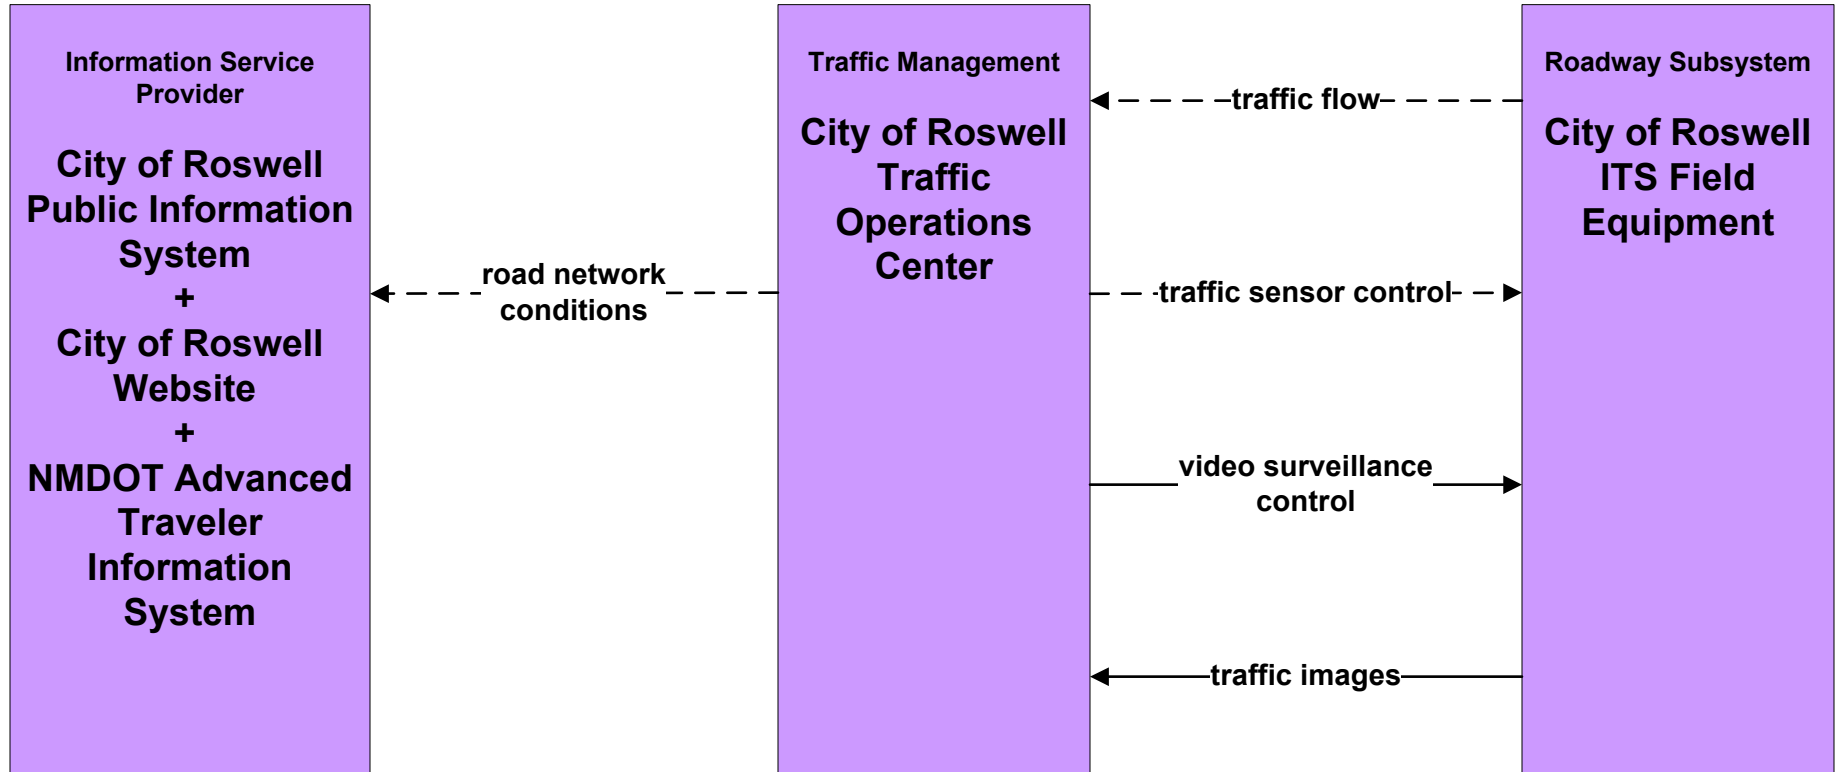 Information Service
Provider
City of Roswell
Public Information
System
+
City of Roswell
Website
+
NMDOT Advanced
Traveler
Information
System
road network
conditions
Traffic Management
City of Roswell
Traffic
Operations
Center
traffic flow
traffic sensor control
video surveillance
control
traffic images
Roadway Subsystem
City of Roswell
ITS Field
Equipment